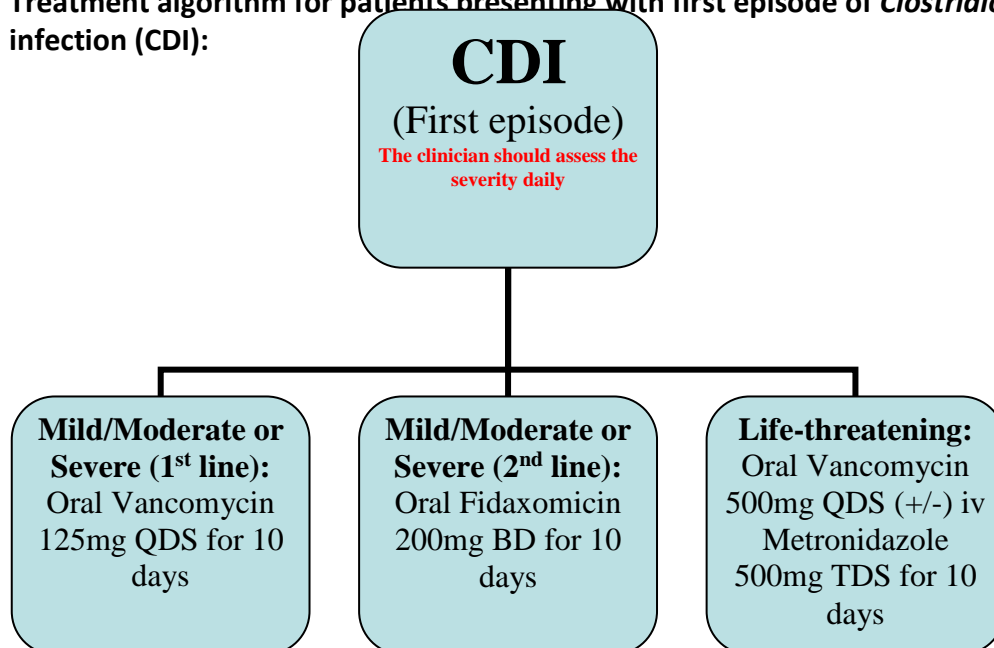 Treatment algorithm for patients presenting with first episode of
infection (CDI):
CDI
(First episode)
The clinician should assess the
severity daily
Mild/Moderate or
Severe (1st line):
Oral Vancomycin
125mg QDS for 10
days
Mild/Moderate or
Severe (2nd line):
Oral Fidaxomicin
200mg BD for 10
days
Life-threatening:
Oral Vancomycin
500mg QDS (+/-) iv
Metronidazole
500mg TDS for 10
days